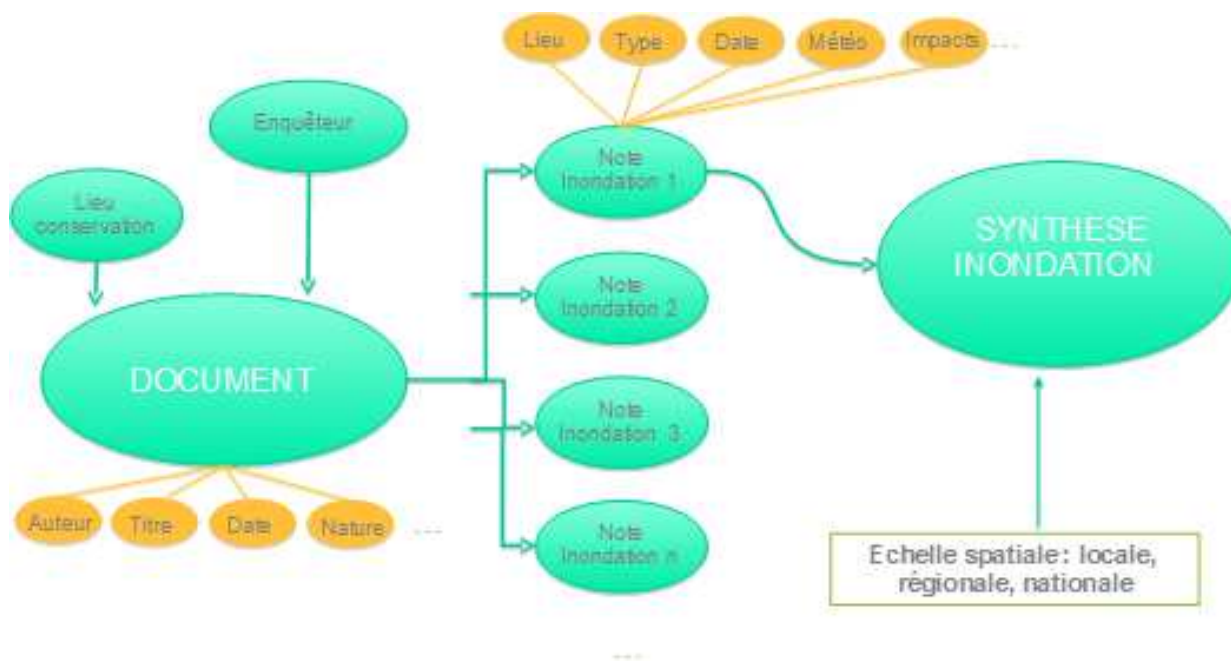 Lieu
Type
Date
Météo
Impacts ...
Enquêteur
Lieu
conservation
Note
Inondation 1
SYNTHESE
INONDATION
Note
Inondation 2
DOCUMENT
Note
Inondation 3
Auteur
Titre
Date
Nature
...
Note
Inondation n
Echelle spatiale : locale,
régionale, nationale
...